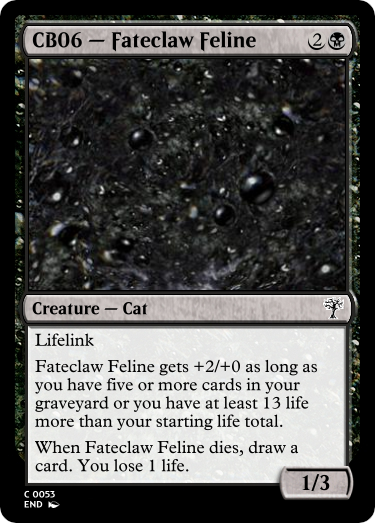 CB06 — Fateclaw Feline 2
Creature — Cat
Lifelink
Fateclaw Feline gets +2/+0 as long as
you have five or more cards in your
graveyard or you have at least 13 life
more than your starting life total.
When Fateclaw Feline dies, draw a
card. You lose 1 life.
1/3
C 0053
END